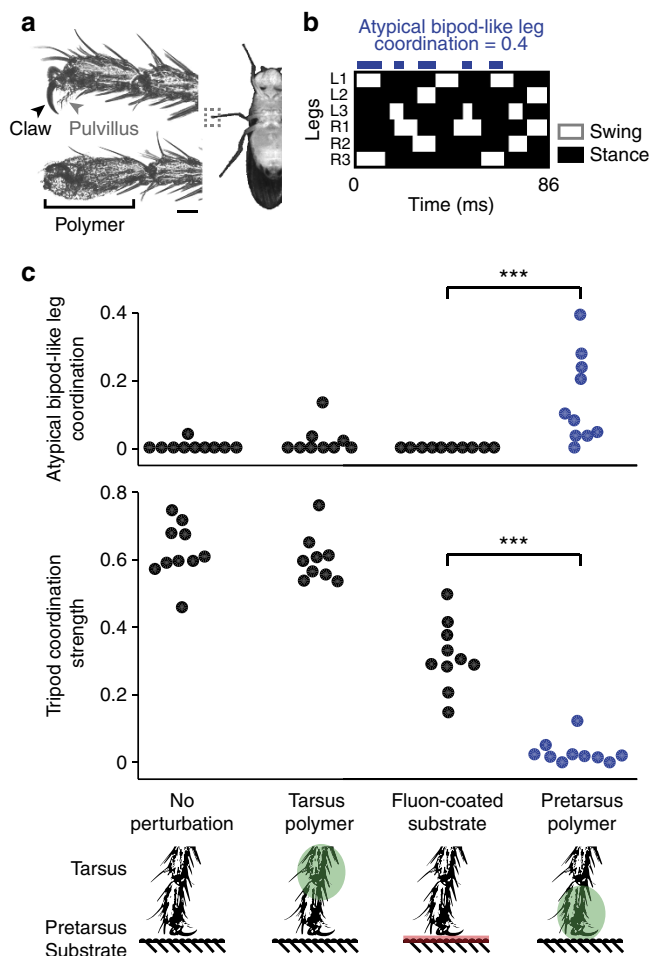 a
Claw
Pulvillus
Polymer
b
Atypical bipod-like leg
coordination = 0.4
Legs
L1
L2
L3
R1
R2
R3
0
86
Time (ms)
Swing
Stance
c
Atypical bipod-like leg
coordination
0.4
0.2
0
***
Tripod coordination
strength
0.8
0.6
0.4
0.2
0
***
No
perturbation
Tarsus
polymer
Fluon-coated
substrate
Pretarsus
polymer
Tarsus
Pretarsus
Substrate